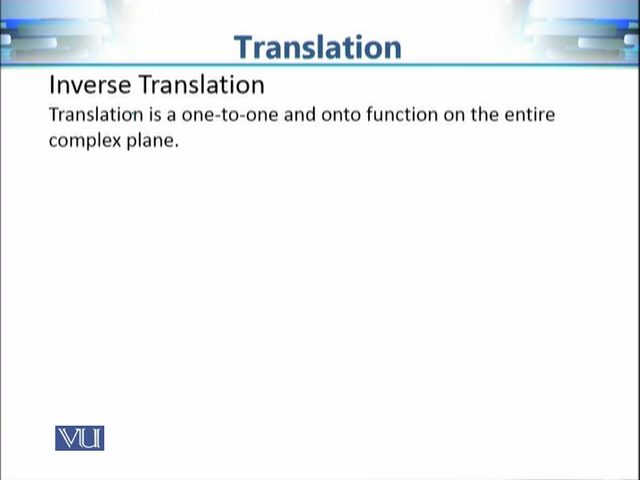 Translation
Inverse Translation
Translation is a one-to-one and onto function on the entire
complex plane.
VU